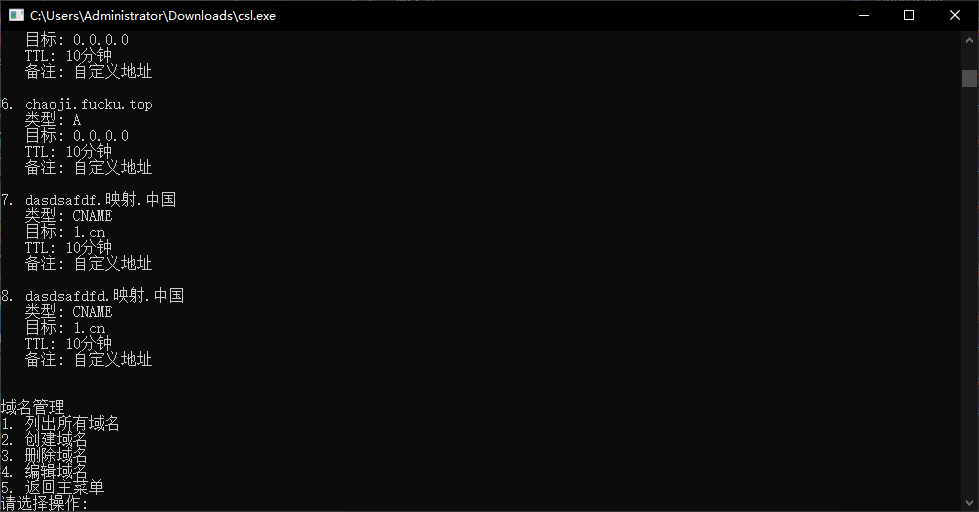 C:\Users\Administrator\Downloads\csl.exe
目标: 0.0.0.0
TTL: 10分钟
备注: 自定义地址
6. chaoji.fucku.top
类型: A
目标: 0.0.0.0
TTL: 10分钟
备注: 自定义地址
7. dasdsafdf.映射.中国
类型: CNAME
目标: 1.cn
TTL: 10分钟
备注: 自定义地址
8. dasdsafdfd.映射.中国
类型: CNAME
目标: 1.cn
TTL: 10分钟
备注: 自定义地址
域名管理
1. 列出所有域名
2. 创建域名
3. 删除域名
4. 编辑域名
5. 返回主菜单
请选择操作: